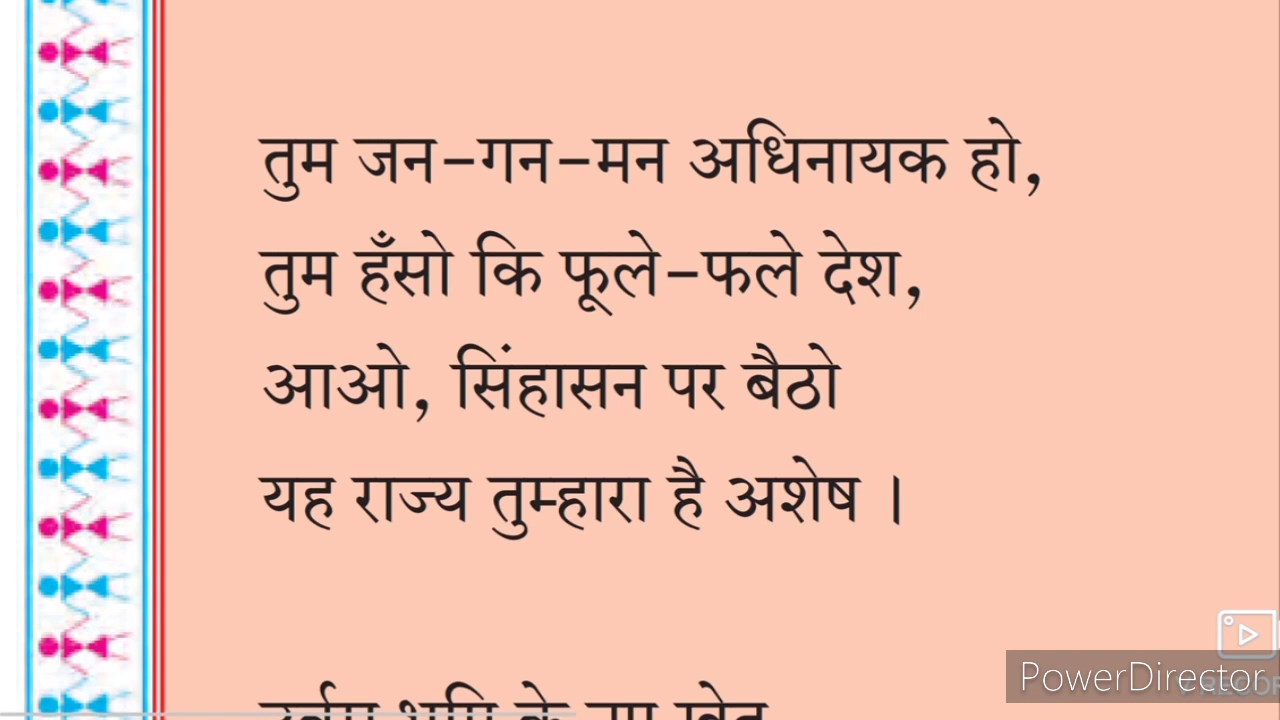 तुम जन-गन-मन अधिनायक हो,
तुम हँसो कि फूले-फले देश,
आओ, सिंहासन पर बैठो
यह राज्य तुम्हारा है अशेष ।
के
PowerDirector